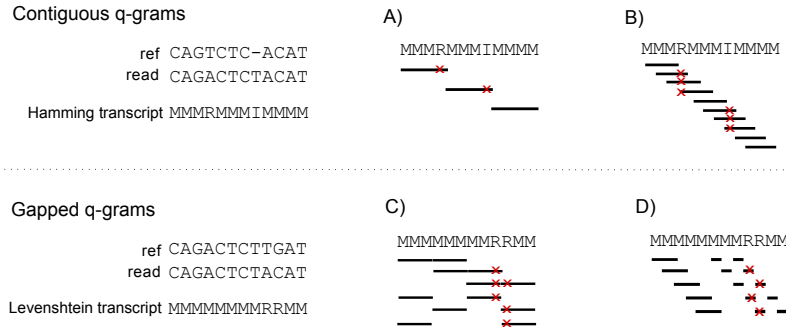 Contiguous q-grams
ref CAGTCTC-ACAT
read CAGACTCTACAT
Hamming transcript MMMRMMMIMMMM
A)
MMMRMMMIMMMM
B)
MMMRMMMIMMMM
Gapped q-grams
ref CAGACTCTTGAT
read CAGACTCTACAT
Levenshtein transcript MMMMMMMMRRMM
C)
MMMMMMMMRRMM
D)
MMMMMMMMRRMM